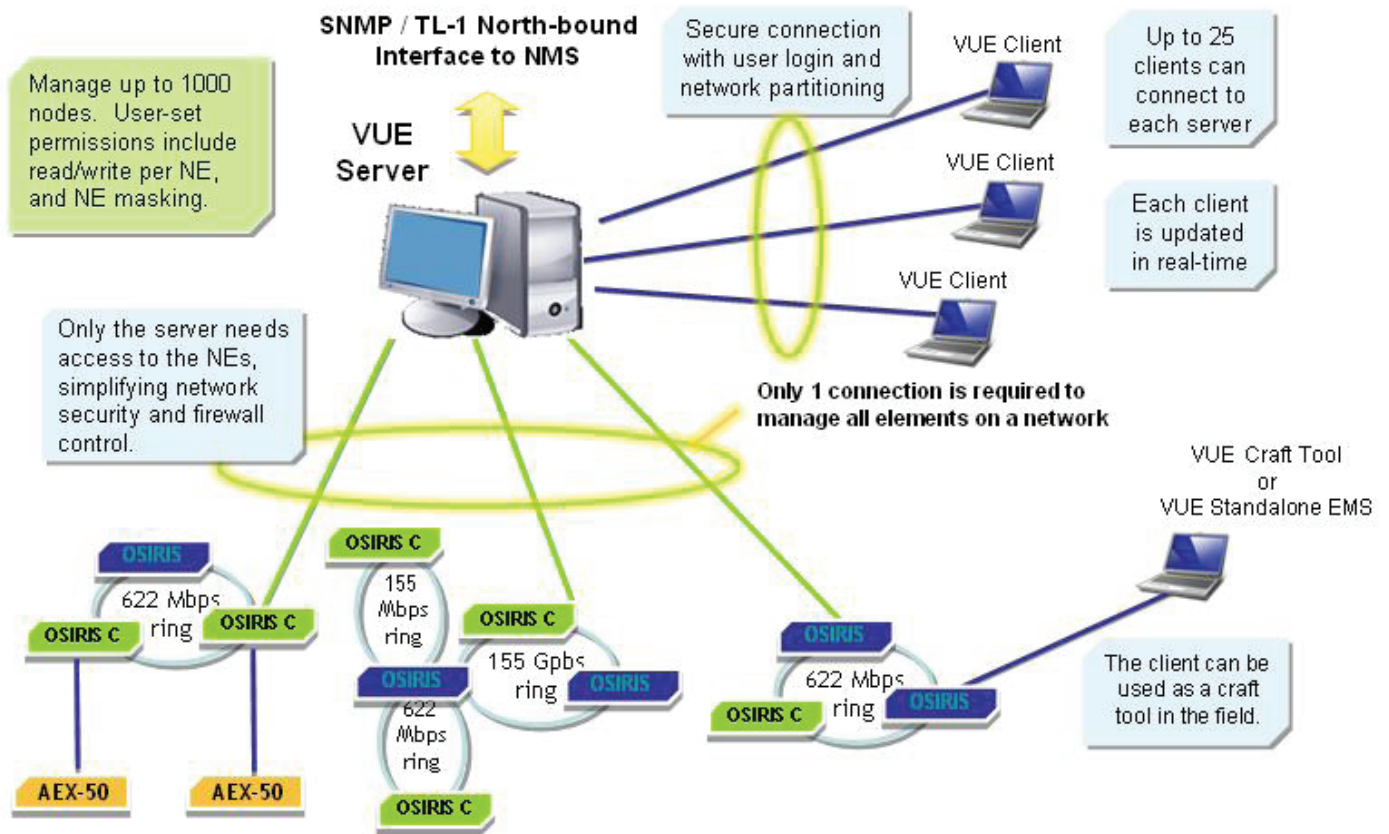 SNMP / TL-1 North-bound
Interface to NMS
Manage up to 1000
nodes. User-set
permissions include
read/write per NE,
and NE masking.
VUE
Server
Secure connection
with user login and
network partitioning
VUE Client
Up to 25
clients can
connect to
each server
VUE Client
Each client
is updated
in real-time
VUE Client
Only the server needs
access to the NEs,
simplifying network
security and firewall
control.
Only 1 connection is required to
manage all elements on a network
VUE Craft Tool
or
VUE Standalone EMS
OSIRIS
622 Mbps
ring
OSIRIS C
OSIRIS C
AEX-50
AEX-50
OSIRIS C
155
Mbps
ring
OSIRIS C
155 Gpbs
ring
OSIRIS
OSIRIS
622
Mbps
ring
OSIRIS C
OSIRIS
622 Mbps
ring
OSIRIS C
OSIRIS
The client can be
used as a craft
tool in the field.